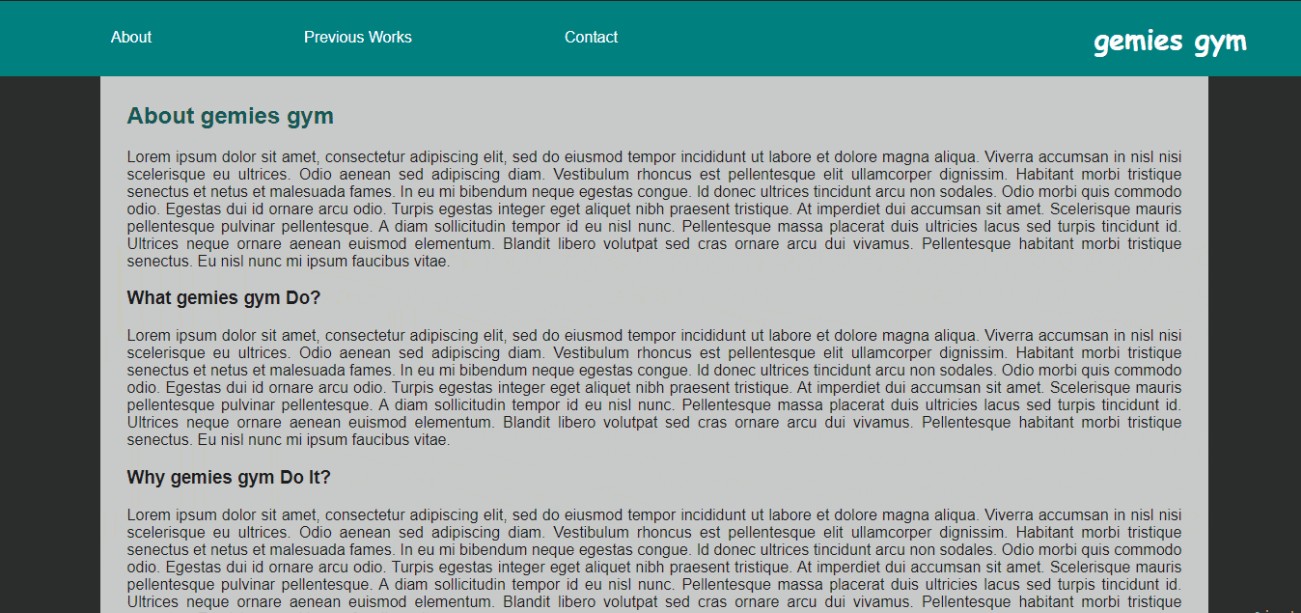 About Previous Works Contact gemies gym
About gemies gym
Lorem ipsum dolor sit amet, consectetur adipiscing elit, sed do eiusmod tempor incididunt ut labore et dolore magna aliqua. Viverra accumsan in nisl nisi
scelerisque eu ultrices. Odio aenean sed adipiscing diam. Vestibulum rhoncus est pellentesque elit ullamcorper dignissim. Habitant morbi tristique
senectus et netus et malesuada fames. In eu mi bibendum neque egestas congue. Id donec ultrices tincidunt arcu non sodales. Odio morbi quis commodo
odio. Egestas dui id ornare arcu odio. Turpis egestas integer eget aliquet nibh praesent tristique. At imperdiet dui accumsan sit amet. Scelerisque mauris
pellentesque pulvinar pellentesque. A diam sollicitudin tempor id eu nisl nunc. Pellentesque massa placerat duis ultricies lacus sed turpis tincidunt id.
Ultrices neque ornare aenean euismod elementum. Blandit libero volutpat sed cras ornare arcu dui vivamus. Pellentesque habitant morbi tristique
senectus. Eu nisl nunc mi ipsum faucibus vitae.
What gemies gym Do?
Lorem ipsum dolor sit amet, consectetur adipiscing elit, sed do eiusmod tempor incididunt ut labore et dolore magna aliqua. Viverra accumsan in nisl nisi
scelerisque eu ultrices. Odio aenean sed adipiscing diam. Vestibulum rhoncus est pellentesque elit ullamcorper dignissim. Habitant morbi tristique
senectus et netus et malesuada fames. In eu mi bibendum neque egestas congue. Id donec ultrices tincidunt arcu non sodales. Odio morbi quis commodo
odio. Egestas dui id ornare arcu odio. Turpis egestas integer eget aliquet nibh praesent tristique. At imperdiet dui accumsan sit amet. Scelerisque mauris
pellentesque pulvinar pellentesque. A diam sollicitudin tempor id eu nisl nunc. Pellentesque massa placerat duis ultricies lacus sed turpis tincidunt id.
Ultrices neque ornare aenean euismod elementum. Blandit libero volutpat sed cras ornare arcu dui vivamus. Pellentesque habitant morbi tristique
senectus. Eu nisl nunc mi ipsum faucibus vitae.
Why gemies gym Do It?
Lorem ipsum dolor sit amet, consectetur adipiscing elit, sed do eiusmod tempor incididunt ut labore et dolore magna aliqua. Viverra accumsan in nisl nisi
scelerisque eu ultrices. Odio aenean sed adipiscing diam. Vestibulum rhoncus est pellentesque elit ullamcorper dignissim. Habitant morbi tristique
senectus et netus et malesuada fames. In eu mi bibendum neque egestas congue. Id donec ultrices tincidunt arcu non sodales. Odio morbi quis commodo
odio. Egestas dui id ornare arcu odio. Turpis egestas integer eget aliquet nibh praesent tristique. At imperdiet dui accumsan sit amet. Scelerisque mauris
pellentesque pulvinar pellentesque. A diam sollicitudin tempor id eu nisl nunc. Pellentesque massa placerat duis ultricies lacus sed turpis tincidunt id.
Ultrices neque ornare aenean euismod elementum. Blandit libero volutpat sed cras ornare arcu dui vivamus. Pellentesque habitant morbi tristique